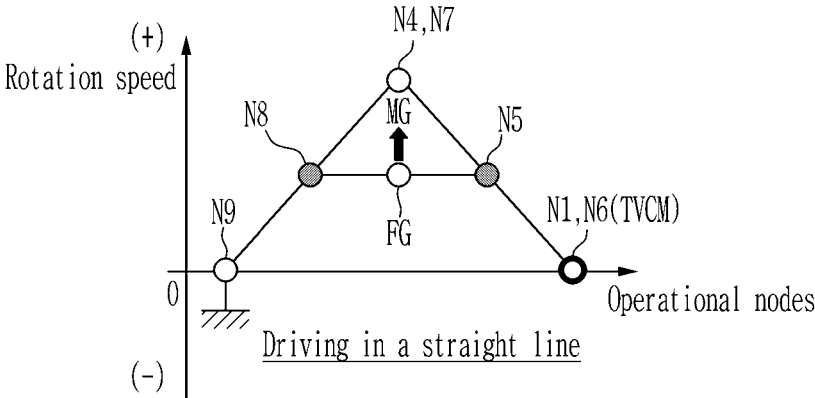 (+)
N4,N7
Rotation speed
MG
N8
N5
N9
FG
N1,N6(TVCM)
0
Operational nodes
Driving in a straight line
(-)